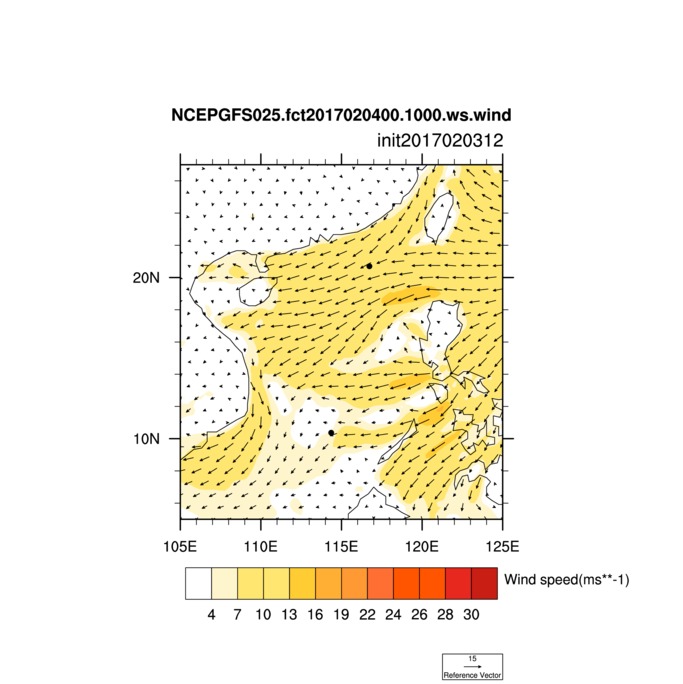 NCEPGFS025.fct2017020400.1000.ws.wind
init2017020312
20N
10N
105E 110E 115E 120E 125E
Wind speed(ms**-1)
4 7 10 13 16 19 22 24 26 28 30
15
Reference Vector